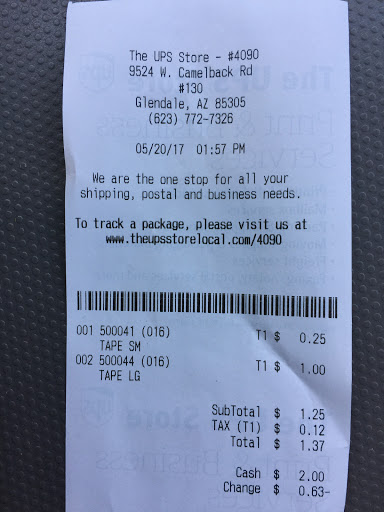 The UPS Store - #4090
9524 W. Camelback Rd
#130
Glendale, AZ 85305
(623) 772-7326
05/20/17 01:57 PM
We are the one stop for all your
shipping, postal and business needs.
To track a package, please visit us at
www.theupsstorelocal.com/4090
001 500041 (016) T1 $ 0.25
TAPE SM
002 500044 (016) T1 $ 1.00
TAPE LG
SubTotal $ 1.25
TAX (T1) $ 0.12
Total $ 1.37
Cash $ 2.00
Change $ 0.63-